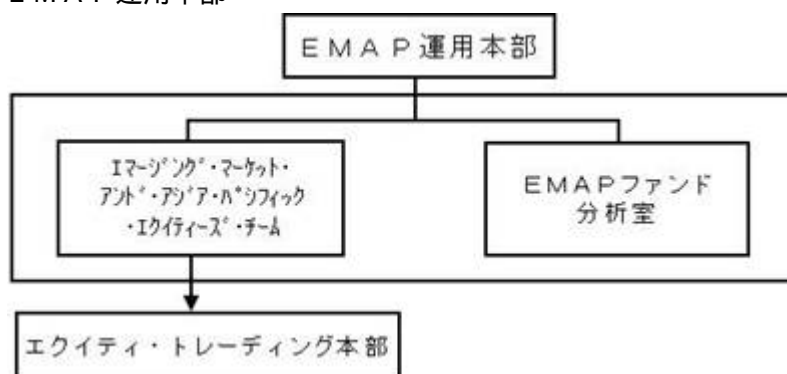 ＥＭＡＰ運用本部
ｴﾏｰｼﾞﾝｸﾞ・ﾏｰｹｯﾄ・
ｱﾝﾄﾞ・ｱｼﾞｱ・ﾊﾟｼﾌｨｯｸ
・ｴｸｲﾃｨｰｽﾞ・ﾁｰﾑ
ＥＭＡＰファンド
分析室
エクイティ・トレーディング本部